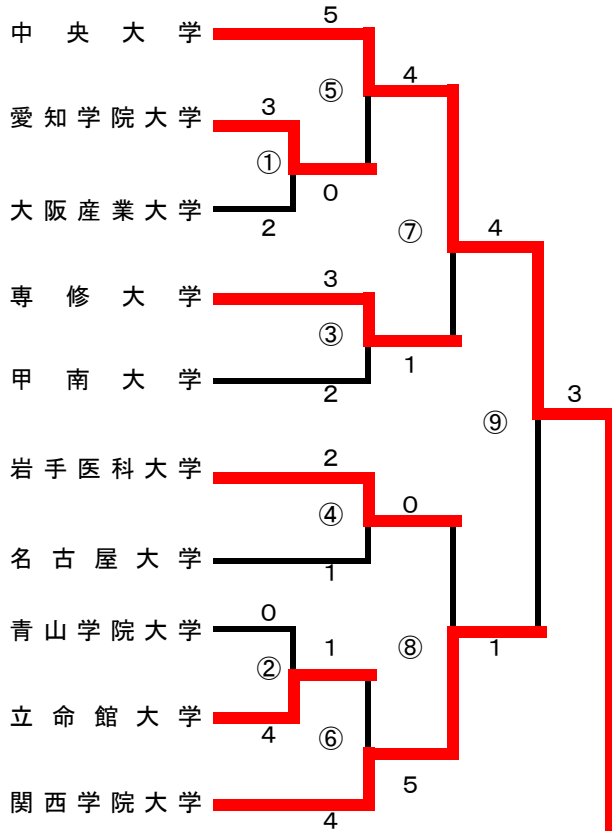 中央大学
5
⑤
4
愛知学院大学
3
①
0
大阪産業大学
2
⑦
4
専修大学
3
③
1
甲南大学
2
⑨
3
岩手医科大学
2
④
0
名古屋大学
1
青山学院大学
0
②
1
⑧
1
立命館大学
4
⑥
5
関西学院大学
4